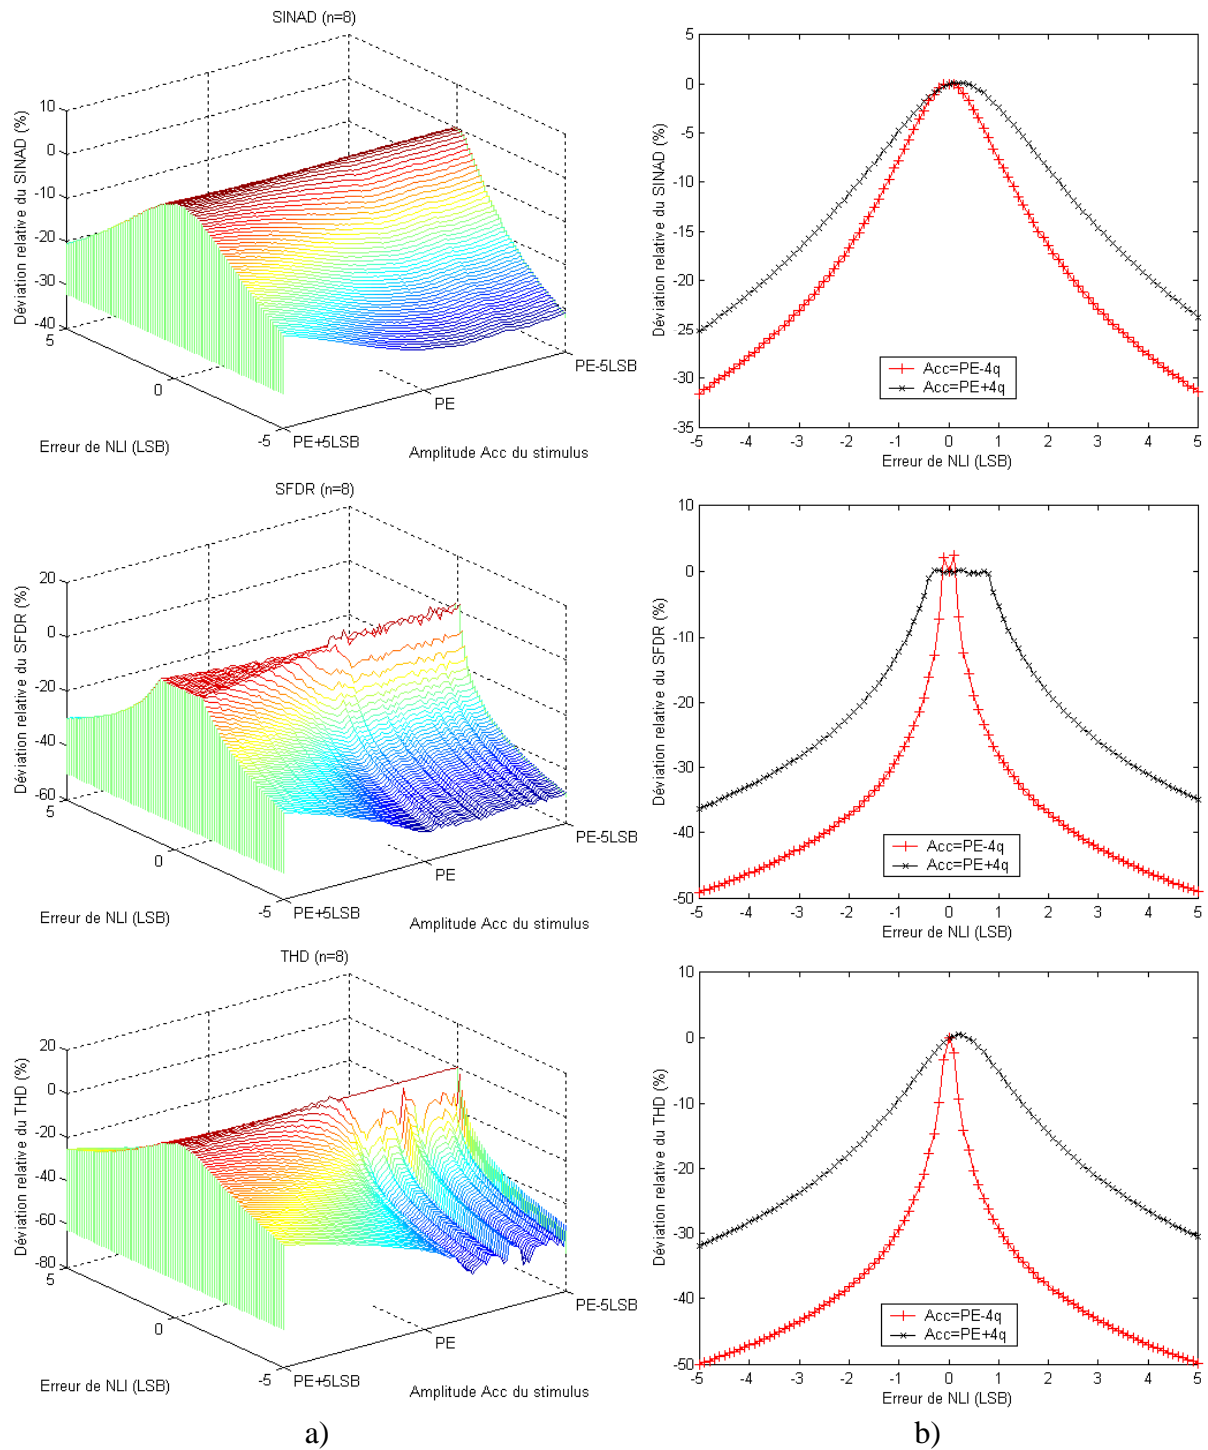 SINAD (n=8)
10
0
-10
-20
-30
-40
Déviation relative du SINAD (%)
5
0
-5
Erreur de NLI (LSB)
PE+5LSB
PE
PE-5LSB
Amplitude Acc du stimulus
5
0
-5
-10
-15
-20
-25
-30
-35
Déviation relative du SINAD (%)
Acc=PE-4q
Acc=PE+4q
-5 -4 -3 -2 -1 0 1 2 3 4 5
Erreur de NLI (LSB)
SFDR (n=8)
20
0
-20
-40
-60
Déviation relative du SFDR (%)
5
0
-5
Erreur de NLI (LSB)
PE+5LSB
PE
PE-5LSB
Amplitude Acc du stimulus
10
0
-10
-20
-30
-40
-50
Déviation relative du SFDR (%)
Acc=PE-4q
Acc=PE+4q
-5 -4 -3 -2 -1 0 1 2 3 4 5
Erreur de NLI (LSB)
THD (n=8)
20
0
-20
-40
-60
-80
Déviation relative du THD (%)
5
0
-5
Erreur de NLI (LSB)
PE+5LSB
PE
PE-5LSB
Amplitude Acc du stimulus
10
0
-10
-20
-30
-40
-50
Déviation relative du THD (%)
Acc=PE-4q
Acc=PE+4q
-5 -4 -3 -2 -1 0 1 2 3 4 5
Erreur de NLI (LSB)
a)
b)